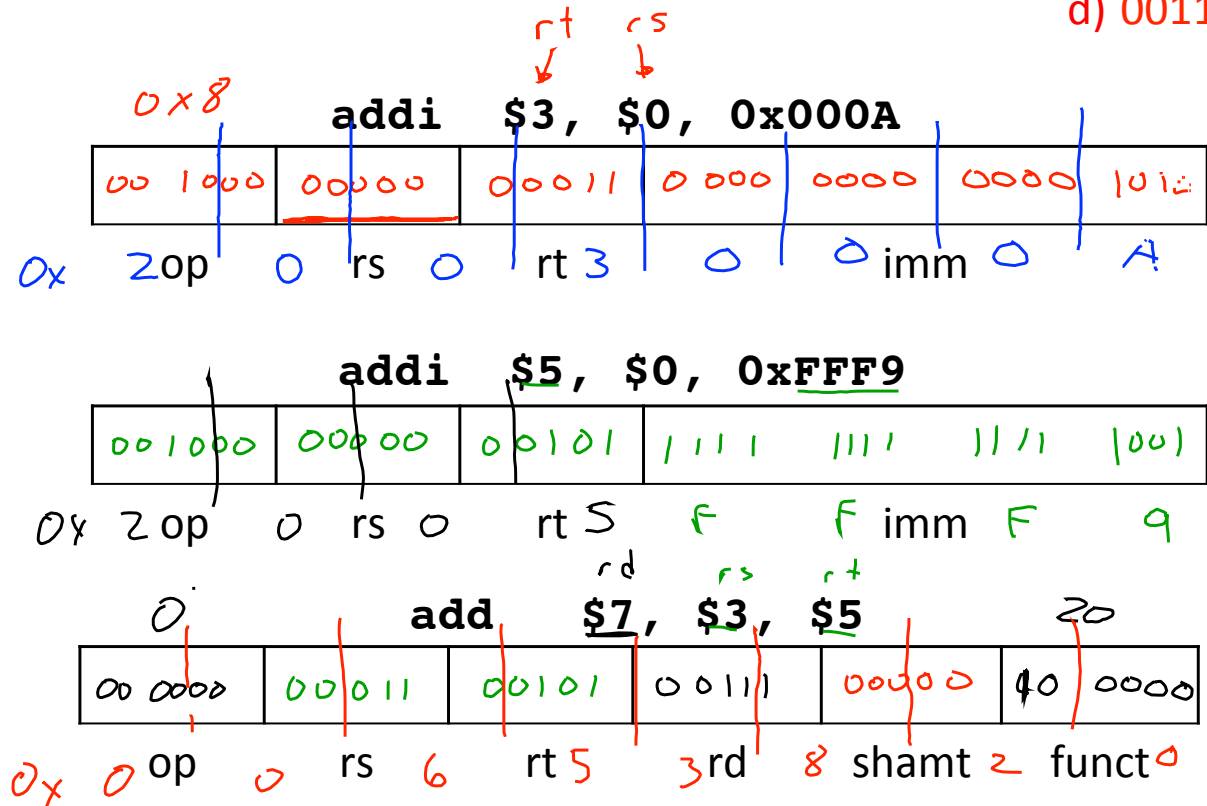 d) 0011
rt rs
0x8
addi $3, $0, 0x000A
00 1000 00000 00011 0 000 0000 0000 1010
0x 2 op 0 rs 0 rt 3 0 0 imm 0 A
addi $5, $0, 0xFFF9
001000 00000 00101 1111 1111 1111 1001
0x 2 op 0 rs 0 rt 5 F F imm F 9
rd rs rt
0 add $7, $3, $5 20
00 0000 00011 00101 00111 00000 10 0000
0x 0 op 0 rs 6 rt 5 3 rd 8 shamt 2 funct 0